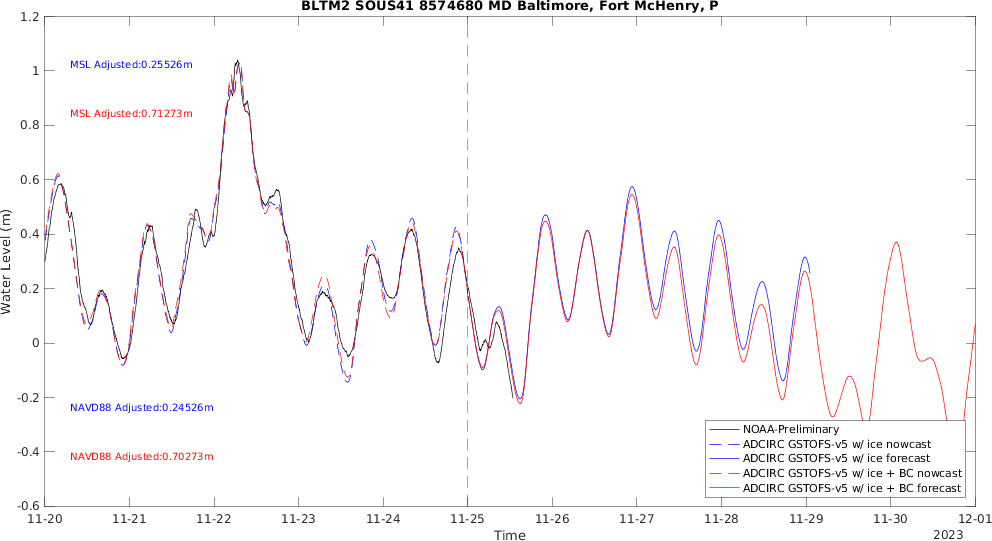 BLTM2 SOUS41 8574680 MD Baltimore, Fort McHenry, P
1.2
1
0.8
0.6
0.4
0.2
0
-0.2
-0.4
-0.6
Water Level (m)
MSL Adjusted:0.25526m
MSL Adjusted:0.71273m
NAVD88 Adjusted:0.24526m
NAVD88 Adjusted:0.70273m
NOAA-Preliminary
ADCIRC GSTOFS-v5 w/ ice nowcast
ADCIRC GSTOFS-v5 w/ ice forecast
ADCIRC GSTOFS-v5 w/ ice + BC nowcast
ADCIRC GSTOFS-v5 w/ ice + BC forecast
11-20 11-21 11-22 11-23 11-24 11-25 11-26 11-27 11-28 11-29 11-30 12-01
Time
2023